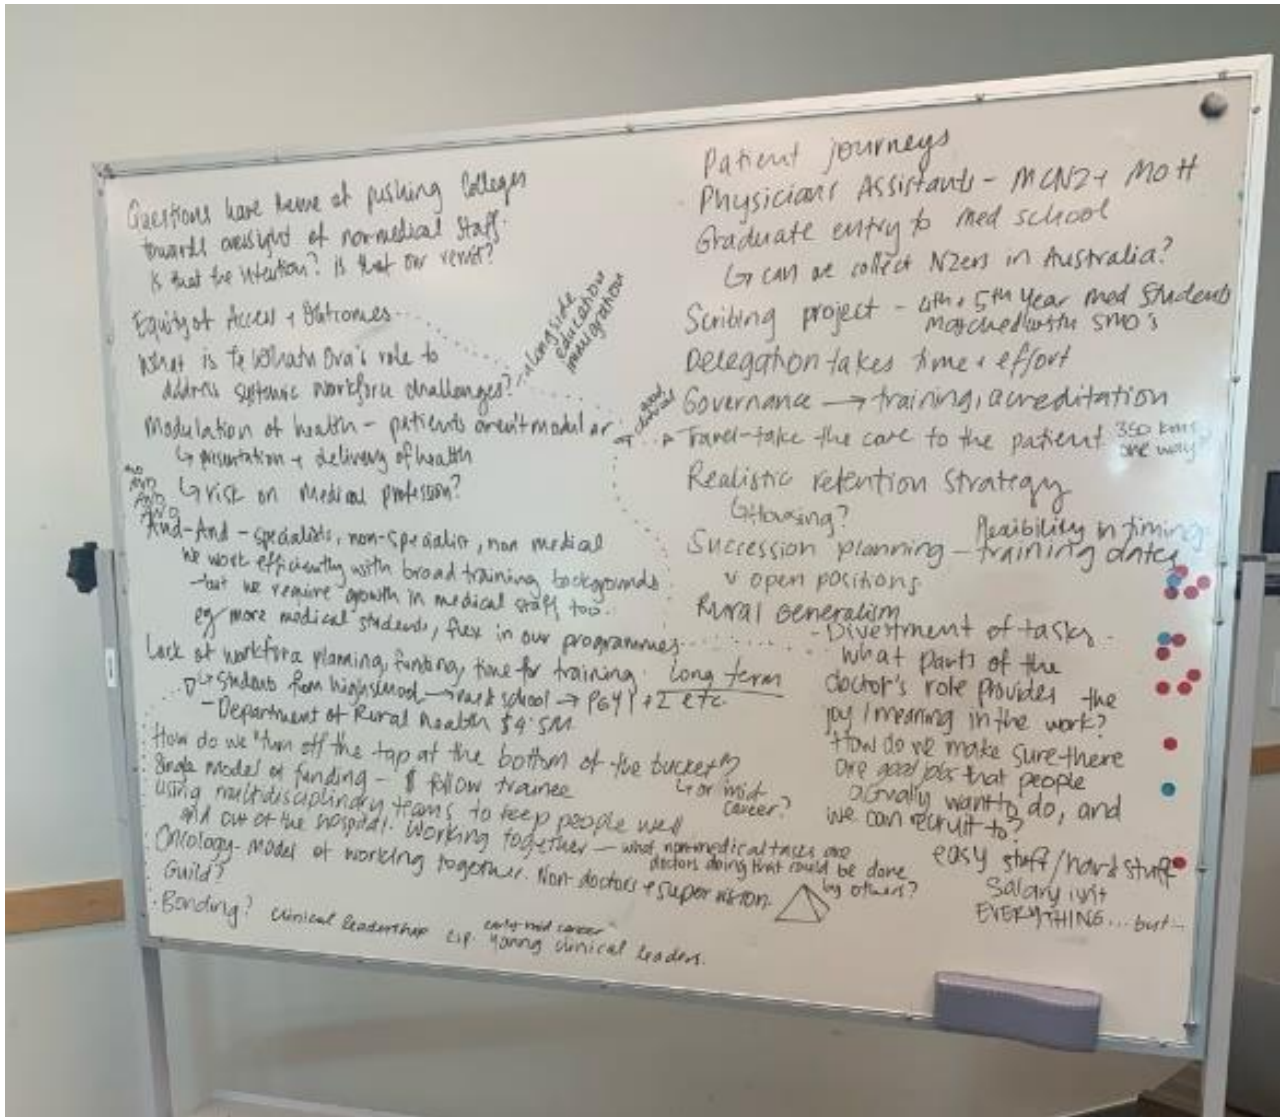 Questions have theme of pushing Colleges
towards oversight of non-medical staff.
Is that the intention? Is that our remit?
Equity of Access + Outcomes
What is Te Whatu Ora's role to
address systemic workforce challenges?
alongside
education
immigration
Modulation of health - patients aren't modular
↳ presentation + delivery of health
↳ risk on medical profession?
AND
AND
AND
And-And - specialists, non-specialist, non medical
We work efficiently with broad training backgrounds
- but we require growth in medical staff too.
eg more medical students, flex in our programmes
Lack of workforce planning, funding, time for training. Long term
↳ Students from highschool → med school → PGY1+2 etc.
- Department of Rural Health $4.5M
How do we "turn off the tap at the bottom of the bucket"?
↳ or mid
career?
Single model of funding - $ follow trainee
Using multidisciplinary teams to keep people well
and out of the hospital. Working together - what non-medical tasks are
doctors doing that could be done
by others?
Oncology-model of working together. Non-doctors + supervision
Guild?
Bonding?
clinical leadership esp. young clinical leaders.
early-mid career
Patient journeys
Physicians Assistants - MCNZ + MoH
Graduate entry to med school
↳ can we collect NZers in Australia?
Scribing project - 4th + 5th Year Med Students
matched with SMO's
Delegation takes time + effort
Governance → training, acreditation
Travel-take the care to the patient 350 kms
one way?
Realistic retention strategy
↳ Housing?
Succession planning - flexibility in timing
training dates
v open positions
Rural Generalism
- Divestment of tasks.
What parts of the
doctor's role provides the
joy/meaning in the work?
How do we make sure there
are good jobs that people
actually want to do, and
we can recruit to?
easy stuff/hard stuff
Salary isn't
EVERYTHING... but...